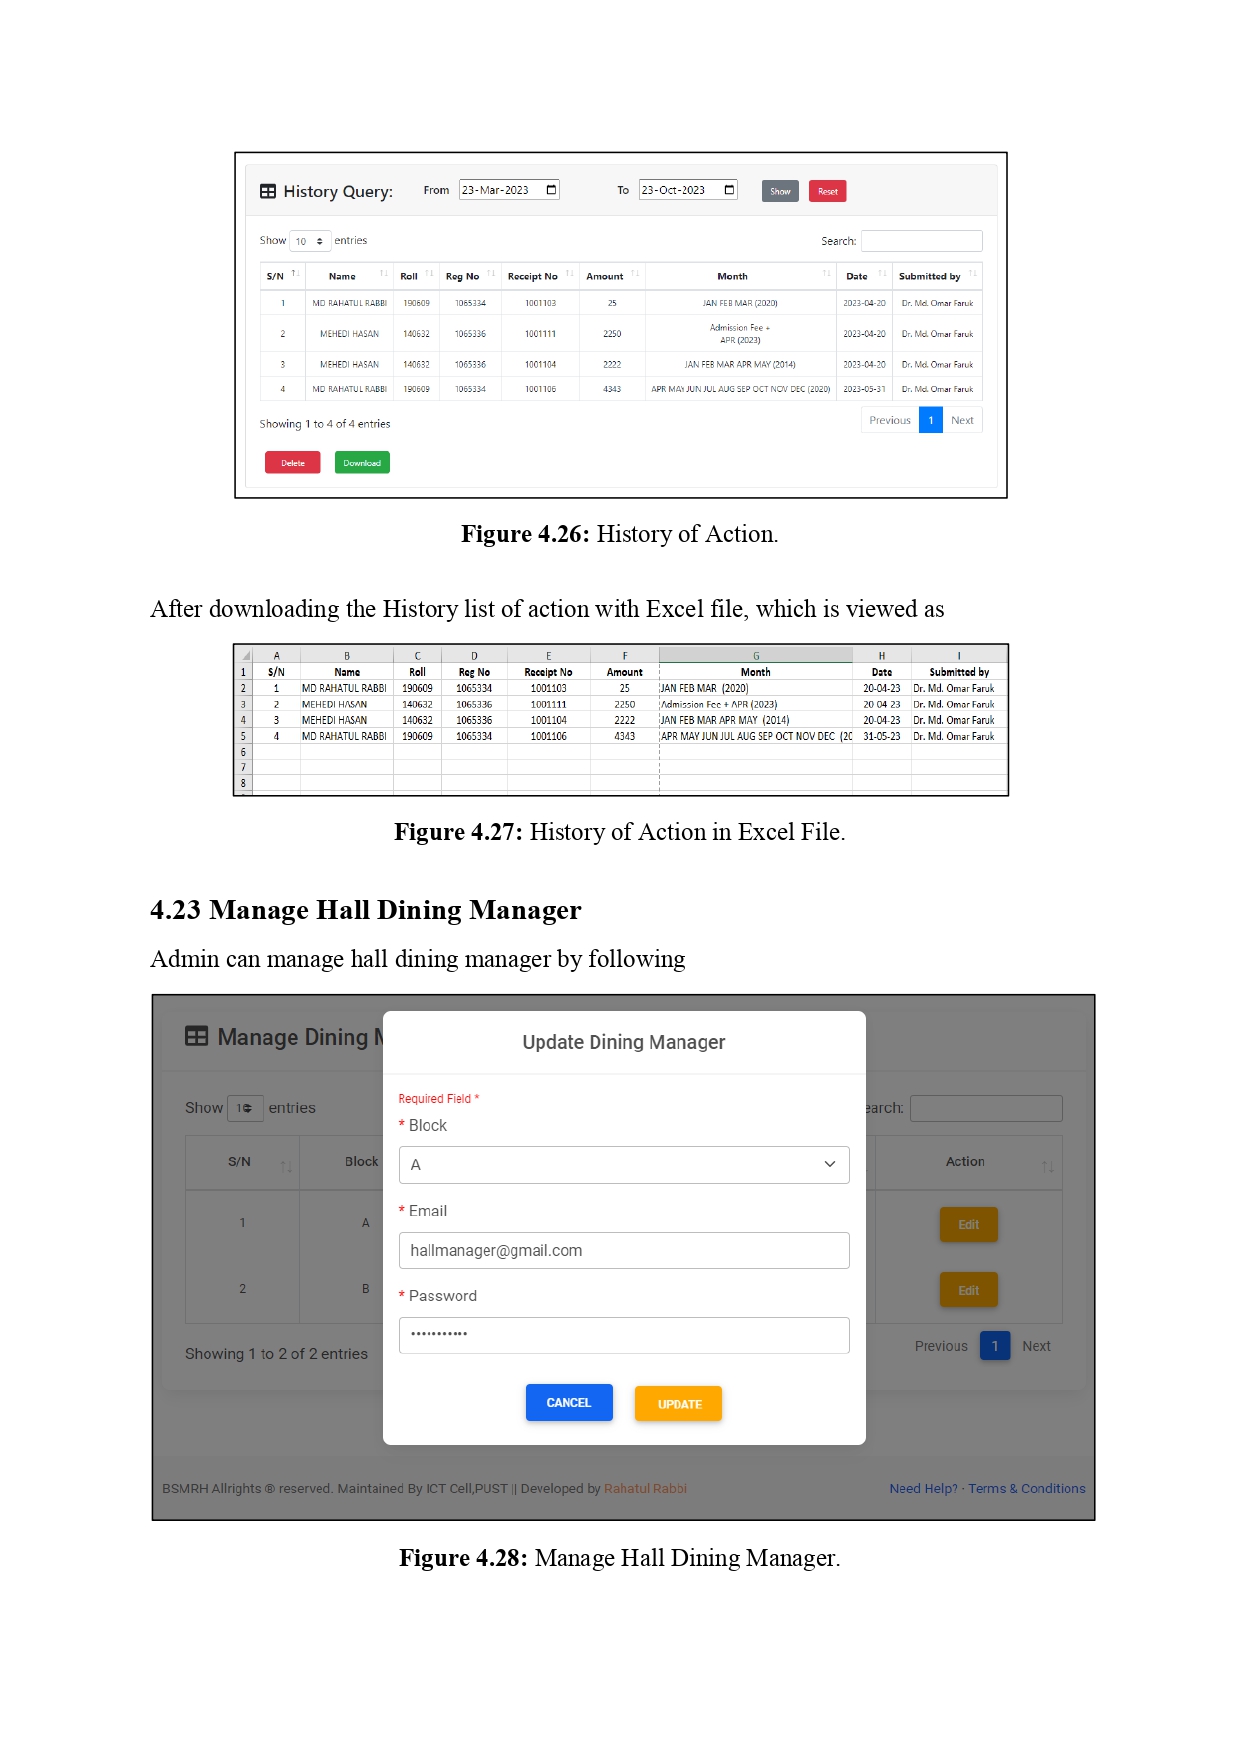 History Query: From 23-Mar-2023 To 23-Oct-2023 Show Reset
Show 10 entries Search:
S/N Name Roll Reg No Receipt No Amount Month Date Submitted by
1 MD RAHATUL RABBI 190609 1065334 1001103 25 JAN FEB MAR (2020) 2023-04-20 Dr. Md. Omar Faruk
2 MEHEDI HASAN 140632 1065336 1001111 2250 Admission Fee + APR (2023) 2023-04-20 Dr. Md. Omar Faruk
3 MEHEDI HASAN 140632 1065336 1001104 2222 JAN FEB MAR APR MAY (2014) 2023-04-20 Dr. Md. Omar Faruk
4 MD RAHATUL RABBI 190609 1065334 1001106 4343 APR MAY JUN JUL AUG SEP OCT NOV DEC (2020) 2023-05-31 Dr. Md. Omar Faruk
Showing 1 to 4 of 4 entries Previous 1 Next
Delete Download
Figure 4.26: History of Action.
After downloading the History list of action with Excel file, which is viewed as
A B C D E F G H I
1 S/N Name Roll Reg No Receipt No Amount Month Date Submitted by
2 1 MD RAHATUL RABBI 190609 1065334 1001103 25 JAN FEB MAR (2020) 20-04-23 Dr. Md. Omar Faruk
3 2 MEHEDI HASAN 140632 1065336 1001111 2250 Admission Fee + APR (2023) 20-04-23 Dr. Md. Omar Faruk
4 3 MEHEDI HASAN 140632 1065336 1001104 2222 JAN FEB MAR APR MAY (2014) 20-04-23 Dr. Md. Omar Faruk
5 4 MD RAHATUL RABBI 190609 1065334 1001106 4343 APR MAY JUN JUL AUG SEP OCT NOV DEC (20 31-05-23 Dr. Md. Omar Faruk
6
7
8
Figure 4.27: History of Action in Excel File.
4.23 Manage Hall Dining Manager
Admin can manage hall dining manager by following
Manage Dining M
Update Dining Manager
Required Field *
Show 10 entries earch:
* Block
S/N Block Action
A
* Email
1 A Edit
hallmanager@gmail.com
2 B Edit
* Password
•••••••••••
Showing 1 to 2 of 2 entries Previous 1 Next
CANCEL UPDATE
BSMRH Allrights ® reserved. Maintained By ICT Cell,PUST || Developed by Rahatul Rabbi Need Help? · Terms & Conditions
Figure 4.28: Manage Hall Dining Manager.